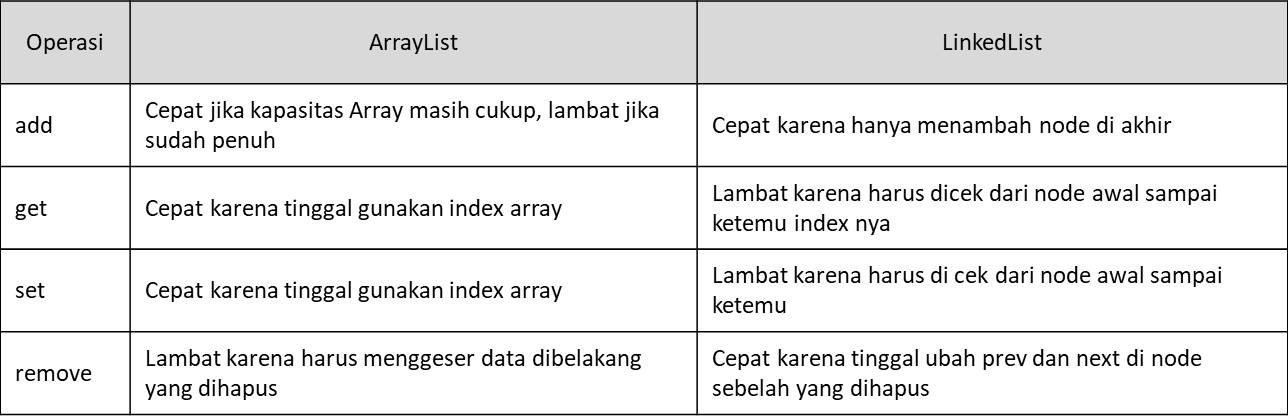 Operasi
ArrayList
LinkedList
add
Cepat jika kapasitas Array masih cukup, lambat jika
sudah penuh
Cepat karena hanya menambah node di akhir
get
Cepat karena tinggal gunakan index array
Lambat karena harus dicek dari node awal sampai
ketemu index nya
set
Cepat karena tinggal gunakan index array
Lambat karena harus di cek dari node awal sampai
ketemu
remove
Lambat karena harus menggeser data dibelakang
yang dihapus
Cepat karena tinggal ubah prev dan next di node
sebelah yang dihapus